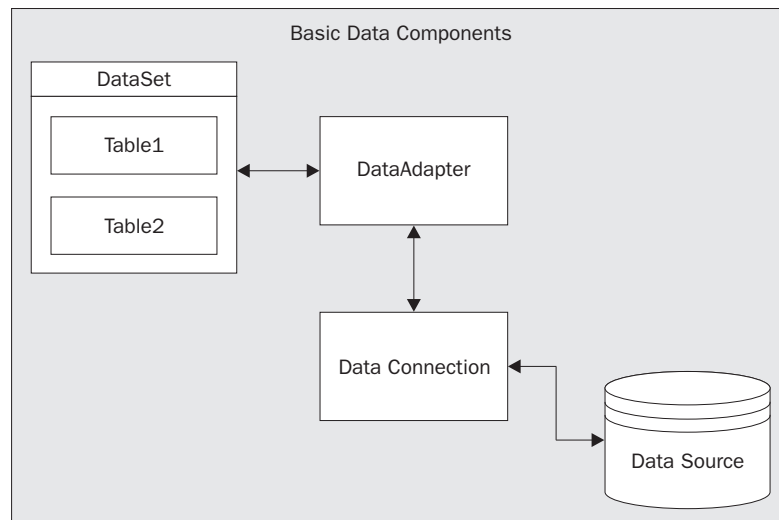 Basic Data Components
DataSet
Table1
Table2
DataAdapter
Data Connection
Data Source